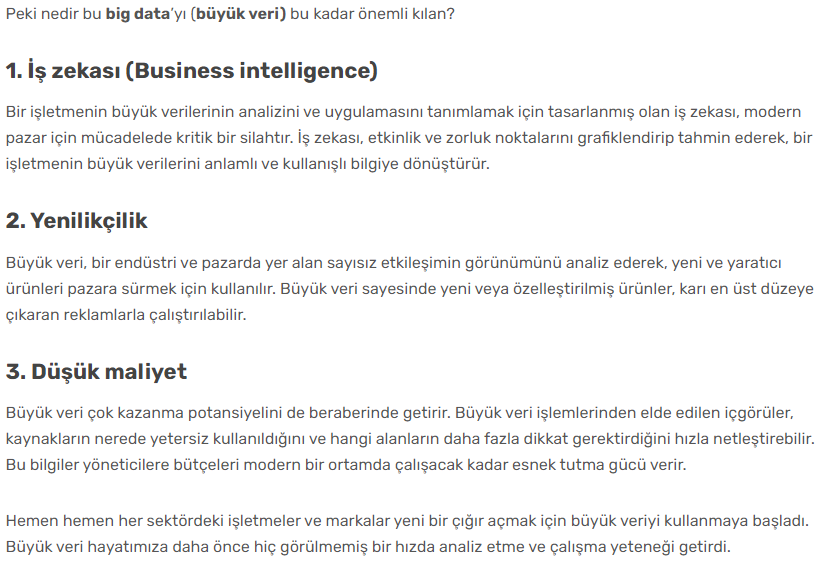 Peki nedir bu big data'yı (büyük veri) bu kadar önemli kılan?
1. İş zekası (Business intelligence)
Bir işletmenin büyük verilerinin analizini ve uygulamasını tanımlamak için tasarlanmış olan iş zekası, modern
pazar için mücadelede kritik bir silahtır. İş zekası, etkinlik ve zorluk noktalarını grafiklendirip tahmin ederek, bir
işletmenin büyük verilerini anlamlı ve kullanışlı bilgiye dönüştürür.
2. Yenilikçilik
Büyük veri, bir endüstri ve pazarda yer alan sayısız etkileşimin görünümünü analiz ederek, yeni ve yaratıcı
ürünleri pazara sürmek için kullanılır. Büyük veri sayesinde yeni veya özelleştirilmiş ürünler, karı en üst düzeye
çıkaran reklamlarla çalıştırılabilir.
3. Düşük maliyet
Büyük veri çok kazanma potansiyelini de beraberinde getirir. Büyük veri işlemlerinden elde edilen içgörüler,
kaynakların nerede yetersiz kullanıldığını ve hangi alanların daha fazla dikkat gerektirdiğini hızla netleştirebilir.
Bu bilgiler yöneticilere bütçeleri modern bir ortamda çalışacak kadar esnek tutma gücü verir.
Hemen hemen her sektördeki işletmeler ve markalar yeni bir çığır açmak için büyük veriyi kullanmaya başladı.
Büyük veri hayatımıza daha önce hiç görülmemiş bir hızda analiz etme ve çalışma yeteneği getirdi.